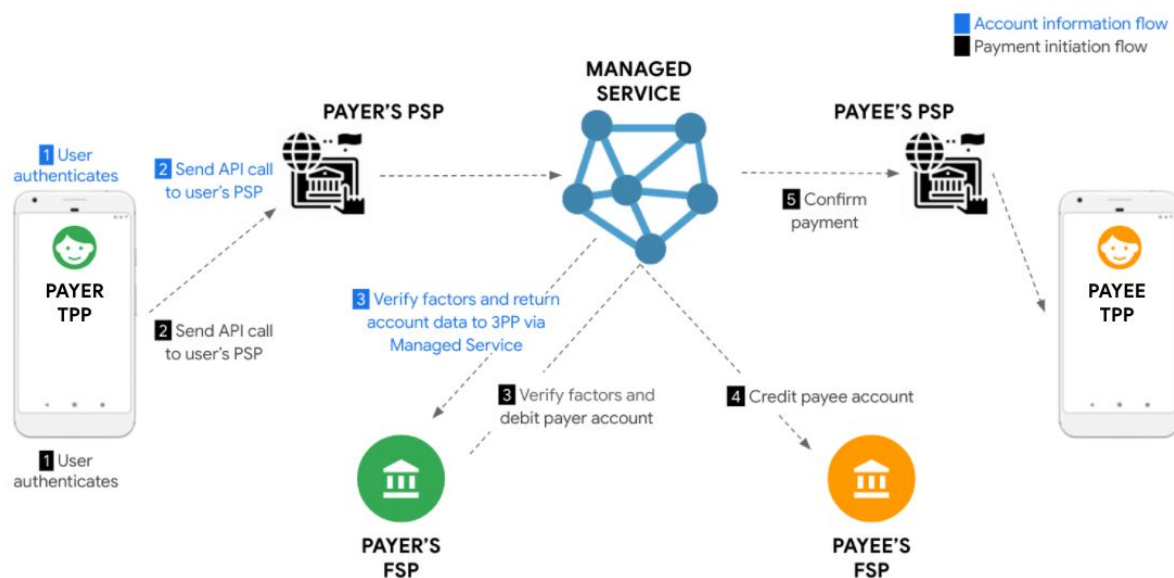 1 Account information flow
Payment initiation flow
MANAGED
SERVICE
PAYER'S PSP
PAYEE'S PSP
1 User
authenticates
2 Send API call
to user's PSP
5 Confirm
payment
PAYER
TPP
PAYEE
TPP
3 Verify factors and return
account data to 3PP via
Managed Service
2 Send API call
to user's PSP
3 Verify factors and
debit payer account
4 Credit payee account
1 User
authenticates
PAYER'S
FSP
PAYEE'S
FSP